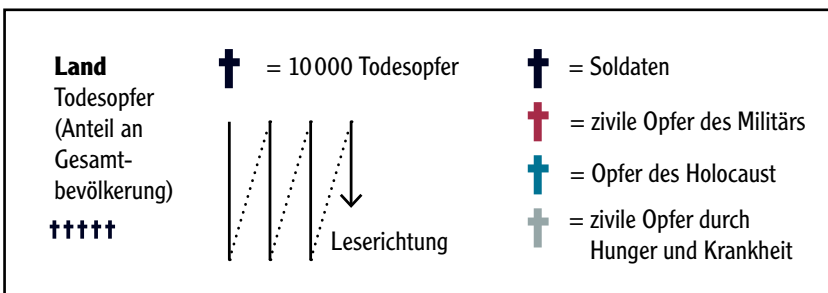 Land
Todesopfer
(Anteil an
Gesamt-
bevölkerung)
= 10 000 Todesopfer
Leserichtung
= Soldaten
= zivile Opfer des Militärs
= Opfer des Holocaust
= zivile Opfer durch
Hunger und Krankheit